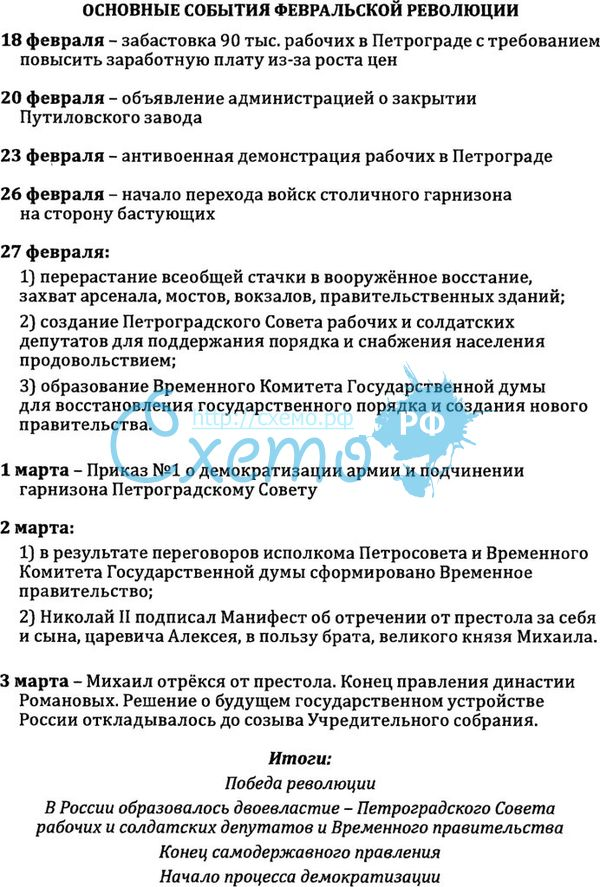 ОСНОВНЫЕ СОБЫТИЯ ФЕВРАЛЬСКОЙ РЕВОЛЮЦИИ
18 февраля – забастовка 90 тыс. рабочих в Петрограде с требованием
повысить заработную плату из-за роста цен
20 февраля – объявление администрацией о закрытии
Путиловского завода
23 февраля – антивоенная демонстрация рабочих в Петрограде
26 февраля – начало перехода войск столичного гарнизона
на сторону бастующих
27 февраля:
1) перерастание всеобщей стачки в вооружённое восстание,
захват арсенала, мостов, вокзалов, правительственных зданий;
2) создание Петроградского Совета рабочих и солдатских
депутатов для поддержания порядка и снабжения населения
продовольствием;
3) образование Временного Комитета Государственной думы
для восстановления государственного порядка и создания нового
правительства.
http://схемо.рф
Схемо РФ
1 марта – Приказ №1 о демократизации армии и подчинении
гарнизона Петроградскому Совету
2 марта:
1) в результате переговоров исполкома Петросовета и Временного
Комитета Государственной думы сформировано Временное
правительство;
2) Николай II подписал Манифест об отречении от престола за себя
и сына, царевича Алексея, в пользу брата, великого князя Михаила.
3 марта – Михаил отрёкся от престола. Конец правления династии
Романовых. Решение о будущем государственном устройстве
России откладывалось до созыва Учредительного собрания.
Итоги:
Победа революции
В России образовалось двоевластие – Петроградского Совета
рабочих и солдатских депутатов и Временного правительства
Конец самодержавного правления
Начало процесса демократизации